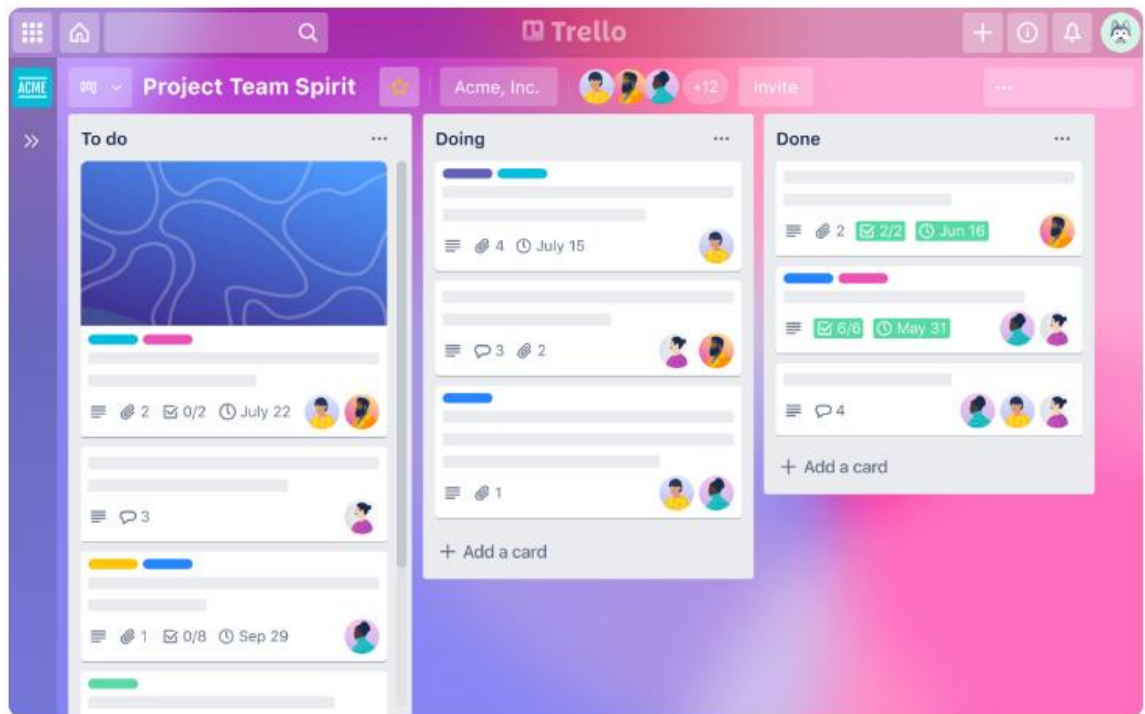 Trello
ACME
Project Team Spirit
Acme, Inc.
+12
Invite
To do
2 0/2 July 22
3
1 0/8 Sep 29
Doing
4 July 15
3 2
1
+ Add a card
Done
2 2/2 Jun 16
6/6 May 31
4
+ Add a card